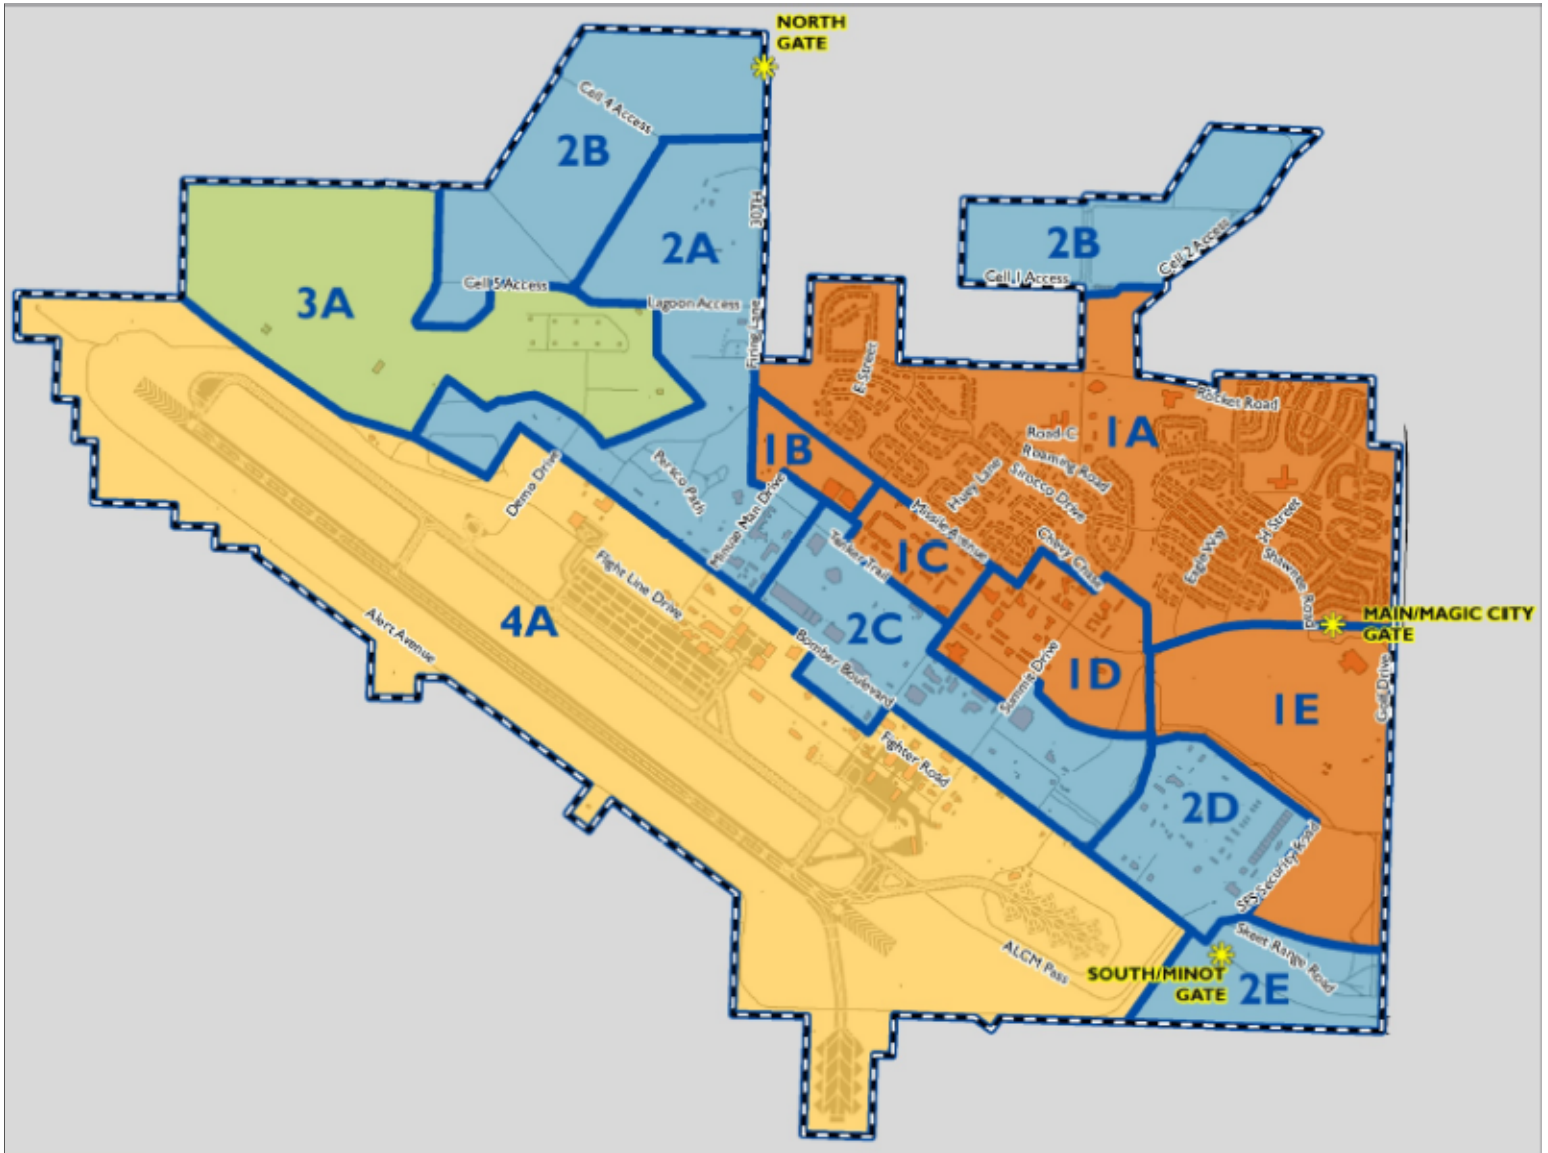 NORTH
GATE
Cell 4 Access
2B
30TH
2A
2B
Cell 2 Access
Cell 1 Access
Cell 5 Access
3A
Lagoon Access
Firing Lane
E Street
Rocket Road
1A
Road C
1B
Roaming Road
Persco Path
Demo Drive
Minute Man Drive
Huey Lane
Sirocco Drive
Missile Avenue
H Street
Tanker Trail
1C
Chevy Chase
Eagle Way
Shawnee Road
Flight Line Drive
4A
Alert Avenue
2C
MAIN/MAGIC CITY
GATE
Bomber Boulevard
Summit Drive
1D
Golf Drive
1E
Fighter Road
2D
SFS Security Road
ALCM Pass
Skeet Range Road
SOUTH/MINOT
GATE
2E